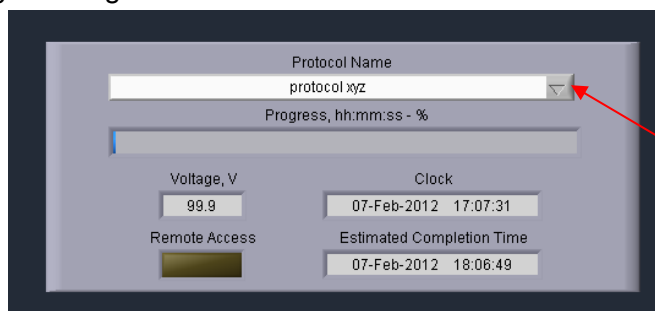 Protocol Name
protocol xyz
Progress, hh:mm:ss - %
Voltage, V
Clock
99.9
07-Feb-2012 17:07:31
Remote Access
Estimated Completion Time
07-Feb-2012 18:06:49